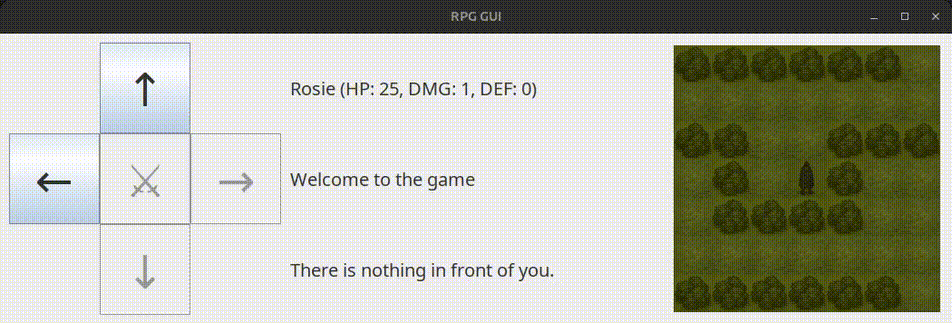 RPG GUI
Rosie (HP: 25, DMG: 1, DEF: 0)
Welcome to the game
There is nothing in front of you.